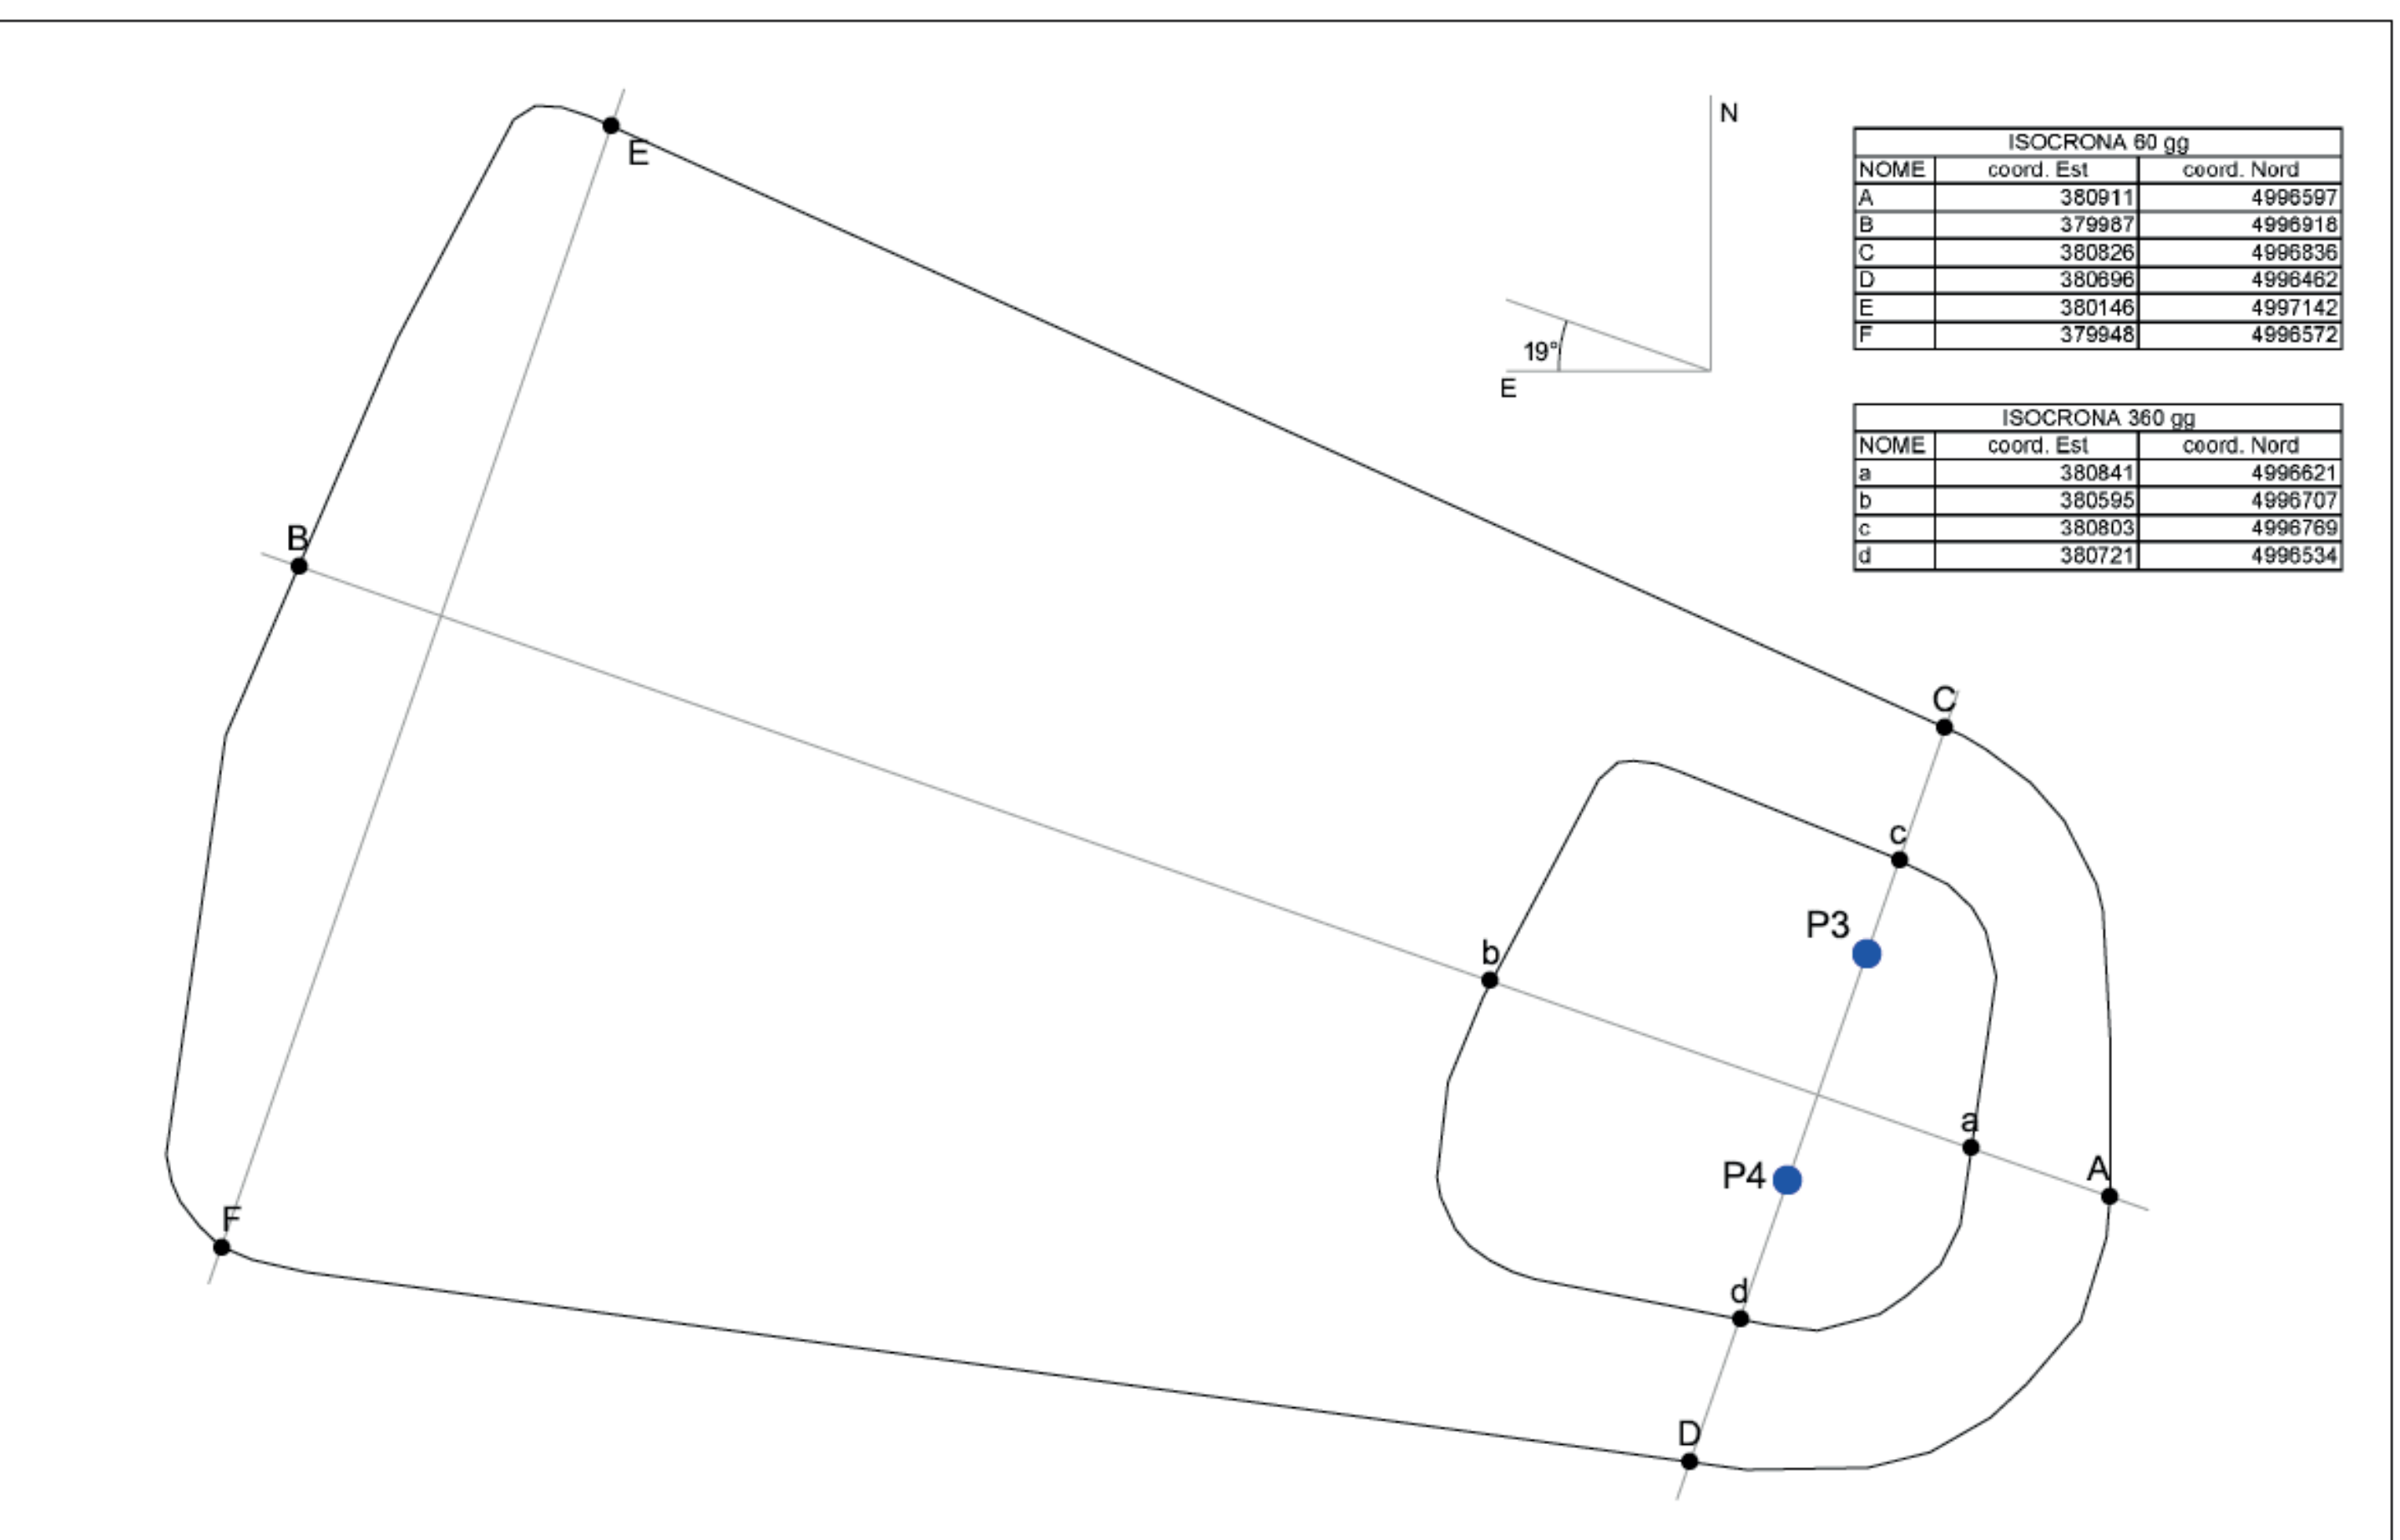 E
N
19°
E
ISOCRONA 60 gg
NOME coord. Est coord. Nord
A 380911 4996597
B 379987 4996918
C 380826 4996836
D 380696 4996462
E 380146 4997142
F 379948 4996572
ISOCRONA 360 gg
NOME coord. Est coord. Nord
a 380841 4996621
b 380595 4996707
c 380803 4996769
d 380721 4996534
B
C
c
P3
b
a
A
P4
F
d
D